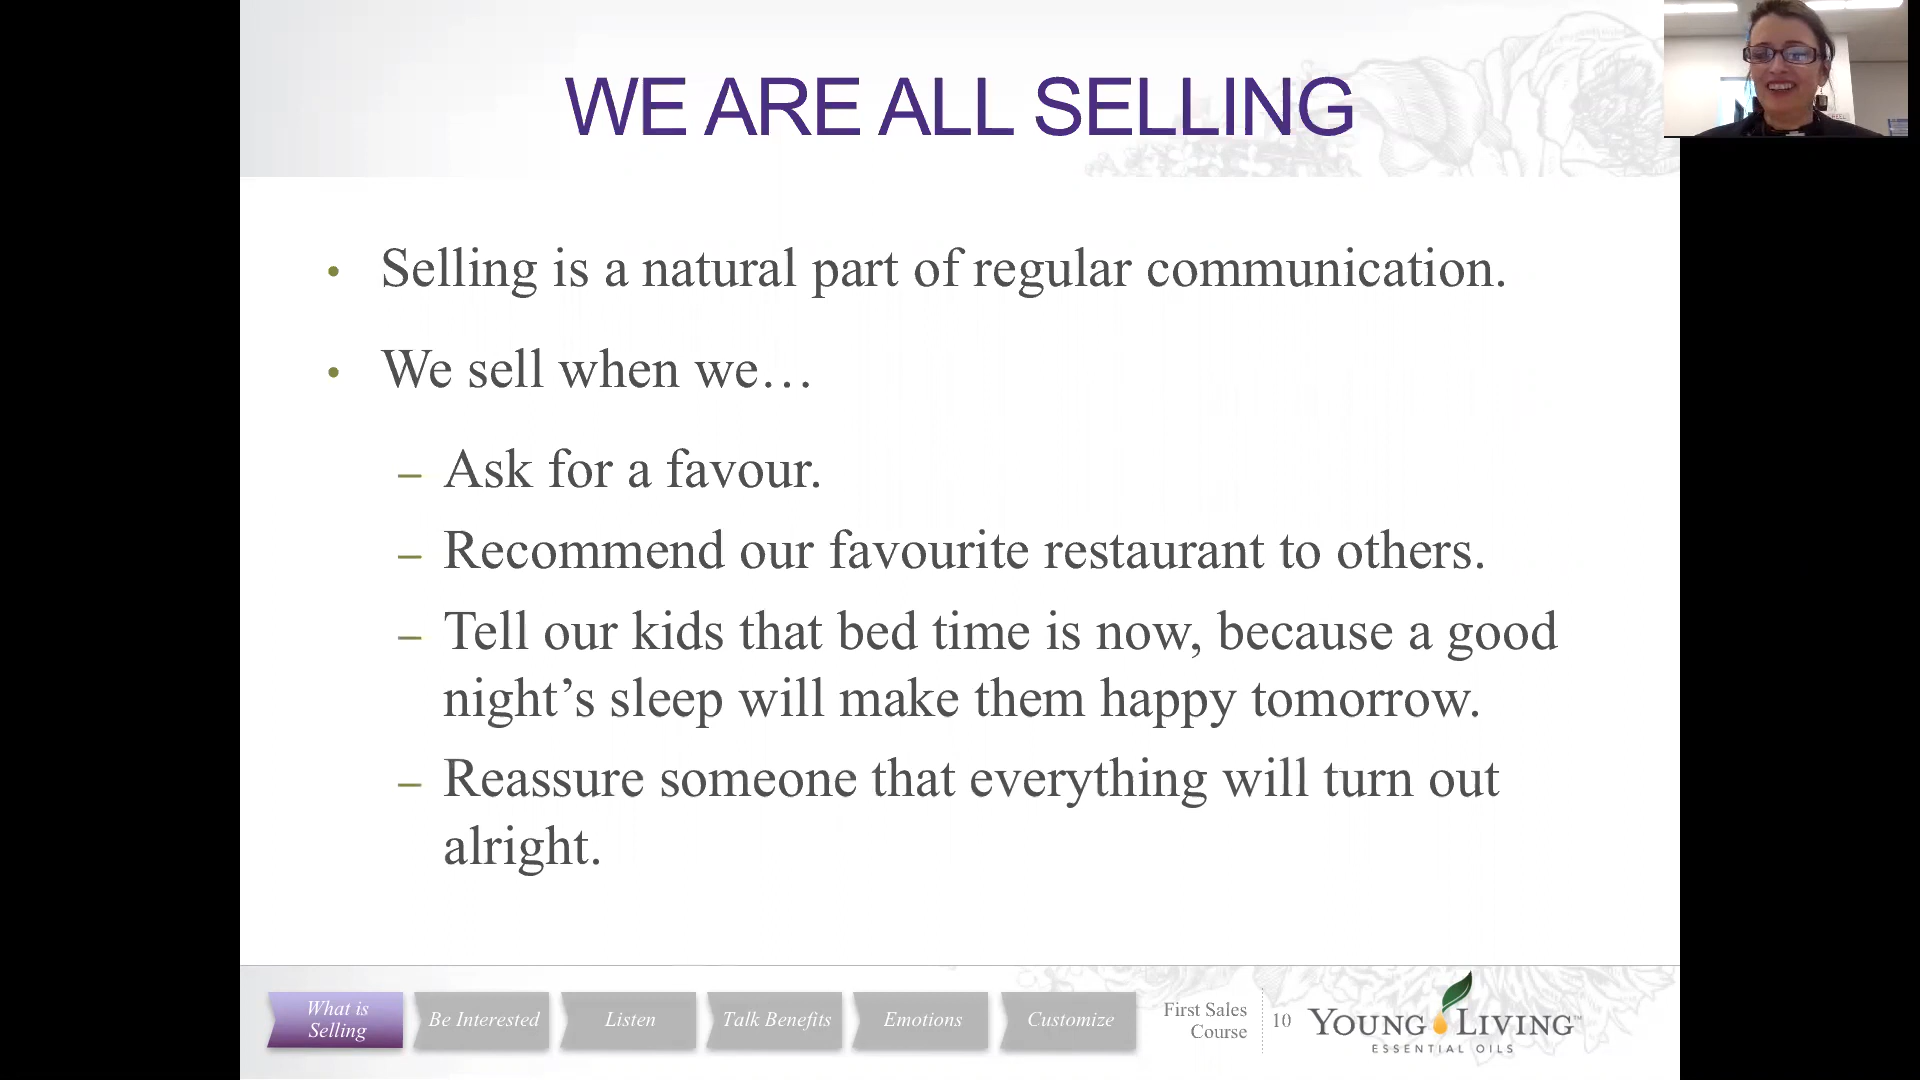 WE ARE ALL SELLING
• Selling is a natural part of regular communication.
• We sell when we…
– Ask for a favour.
– Recommend our favourite restaurant to others.
– Tell our kids that bed time is now, because a good
night’s sleep will make them happy tomorrow.
– Reassure someone that everything will turn out
alright.
What is
Selling
Be Interested
Listen
Talk Benefits
Emotions
Customize
First Sales
Course
10
YOUNG LIVING™
ESSENTIAL OILS